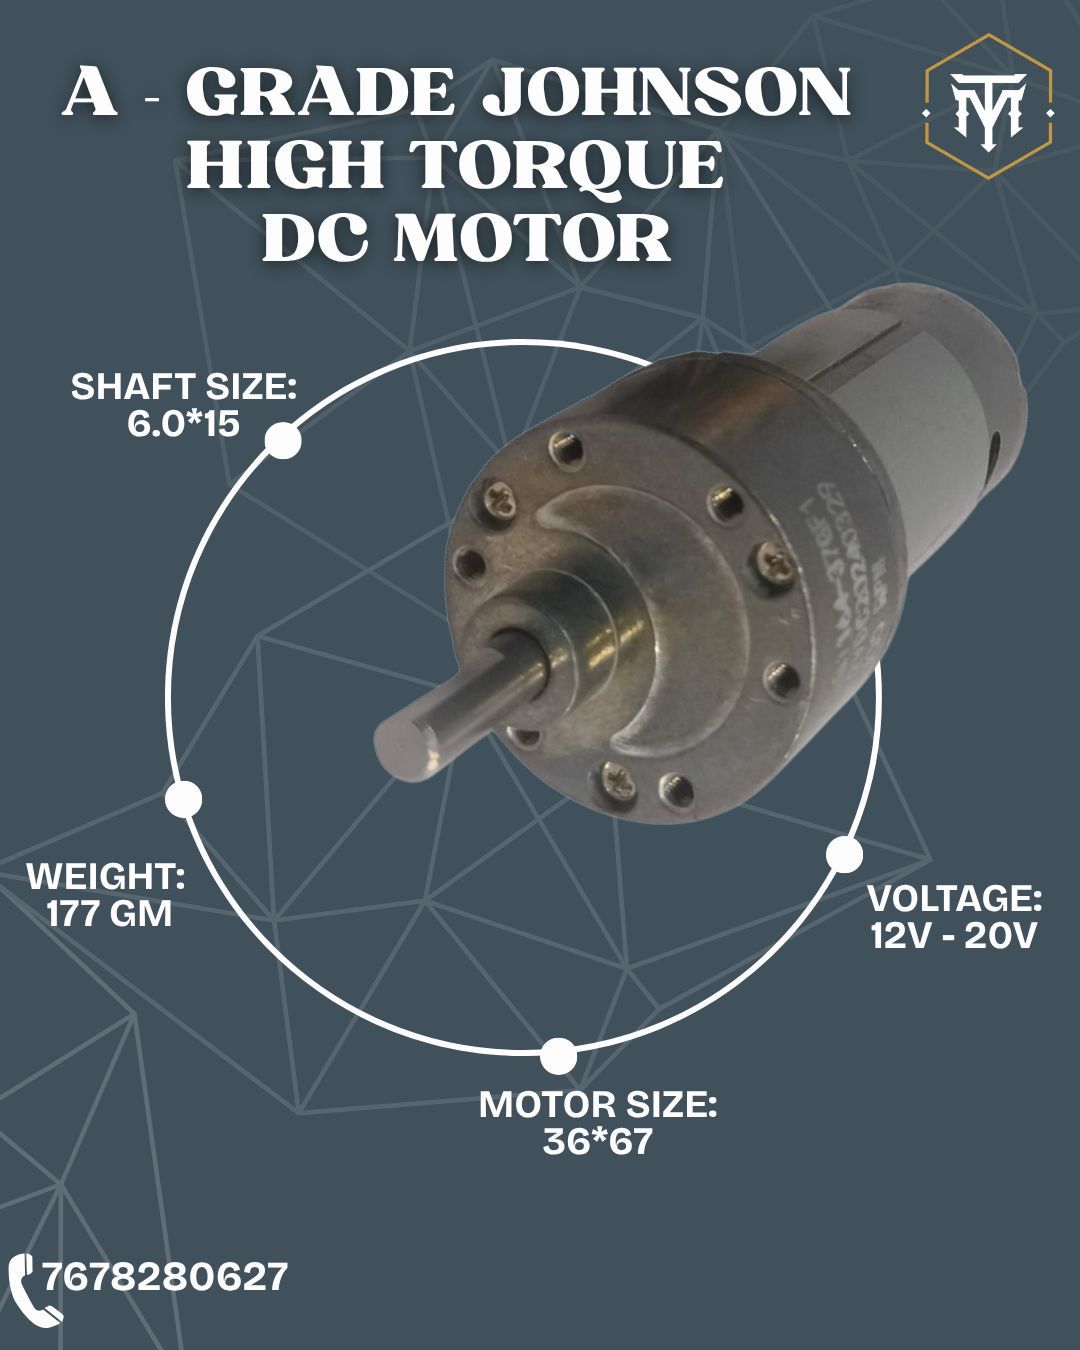 A - GRADE JOHNSON
HIGH TORQUE
DC MOTOR
SHAFT SIZE:
6.0*15
WEIGHT:
177 GM
VOLTAGE:
12V - 20V
MOTOR SIZE:
36*67
7678280627